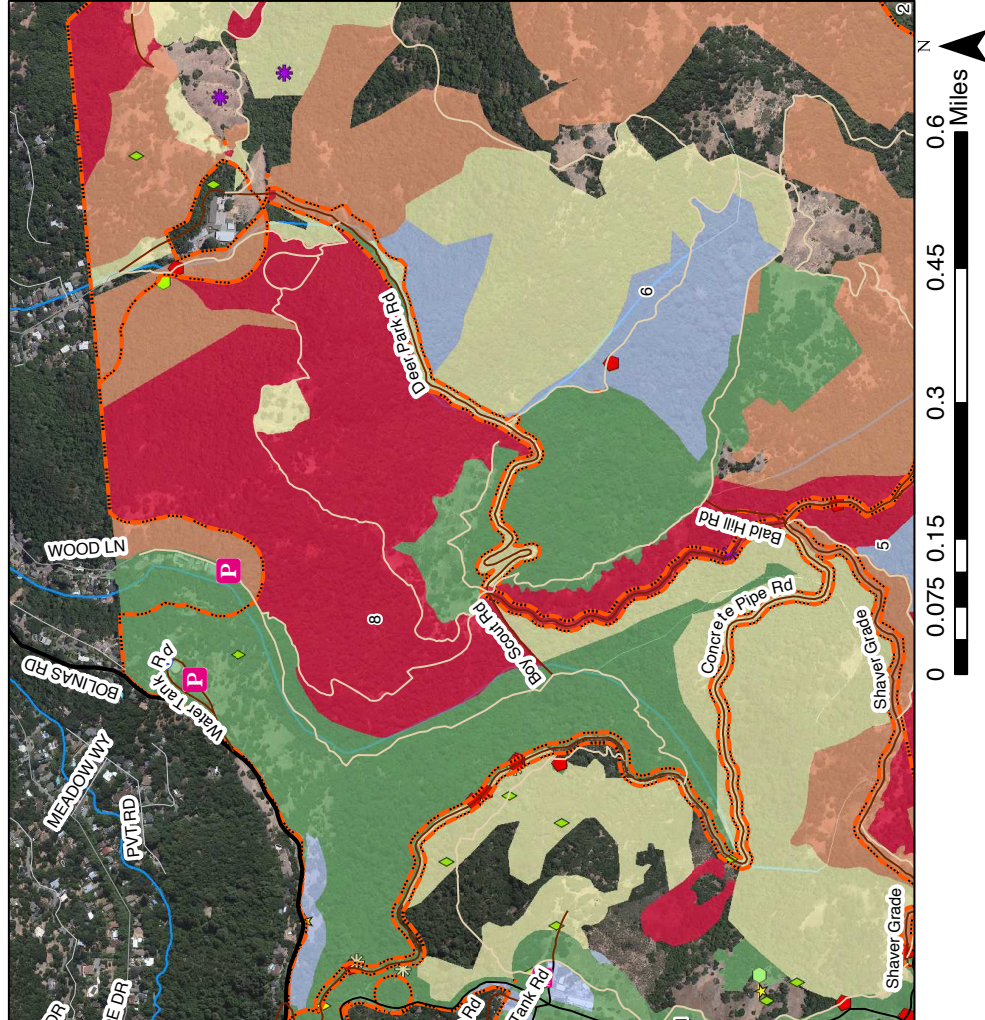 2
N
Miles
0
0.075
0.15
0.3
0.45
0.6
WOOD LN
BOLINAS RD
MEADOW WY
PVT RD
Water Tank Rd
P
P
8
Deer Park Rd
6
Boy Scout Rd
Bald Hill Rd
5
Concrete Pipe Rd
Shaver Grade
Shaver Grade
Tank Rd
Rd
E DR
DR